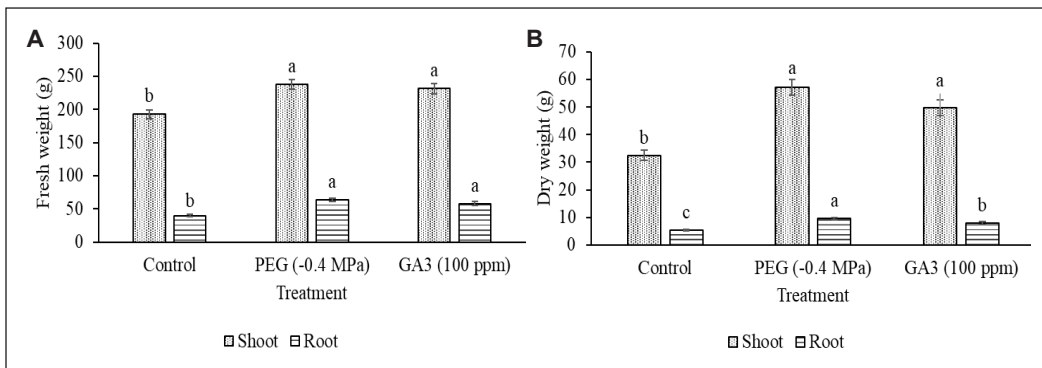 A
Fresh weight (g)
300
250
200
150
100
50
0
b
b
a
a
a
a
Control
PEG (-0.4 MPa)
GA3 (100 ppm)
Treatment
Shoot
Root
B
Dry weight (g)
70
60
50
40
30
20
10
0
b
c
a
a
a
b
Control
PEG (-0.4 MPa)
GA3 (100 ppm)
Treatment
Shoot
Root